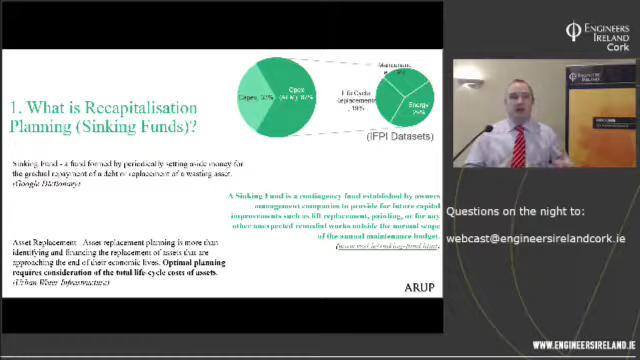 1. What is Recapitalisation
Planning (Sinking Funds)?
Capex, 33%
Opex
(AFM), 67%
Life Cycle
Replacements
, 19%
Energy
(IFPI Datasets)
Sinking Fund - a fund formed by periodically setting aside money for
the gradual repayment of a debt or replacement of a wasting asset.
(Google Dictionary)
A Sinking Fund is a contingency fund established by owners
management companies to provide for future capital
improvements such as lift replacement, painting, or for any
other unexpected remedial works outside the normal scope
of the annual maintenance budget.
Asset Replacement - Asset replacement planning is more than
identifying and financing the replacement of assets that are
approaching the end of their economic lives. Optimal planning
requires consideration of the total life-cycle costs of assets.
(Urban Water Infrastructure)
ARUP
ENGINEERS
IRELAND
Cork
Questions on the night to:
webcast@engineersirelandcork.ie
WWW.ENGINEERSIRELAND.IE